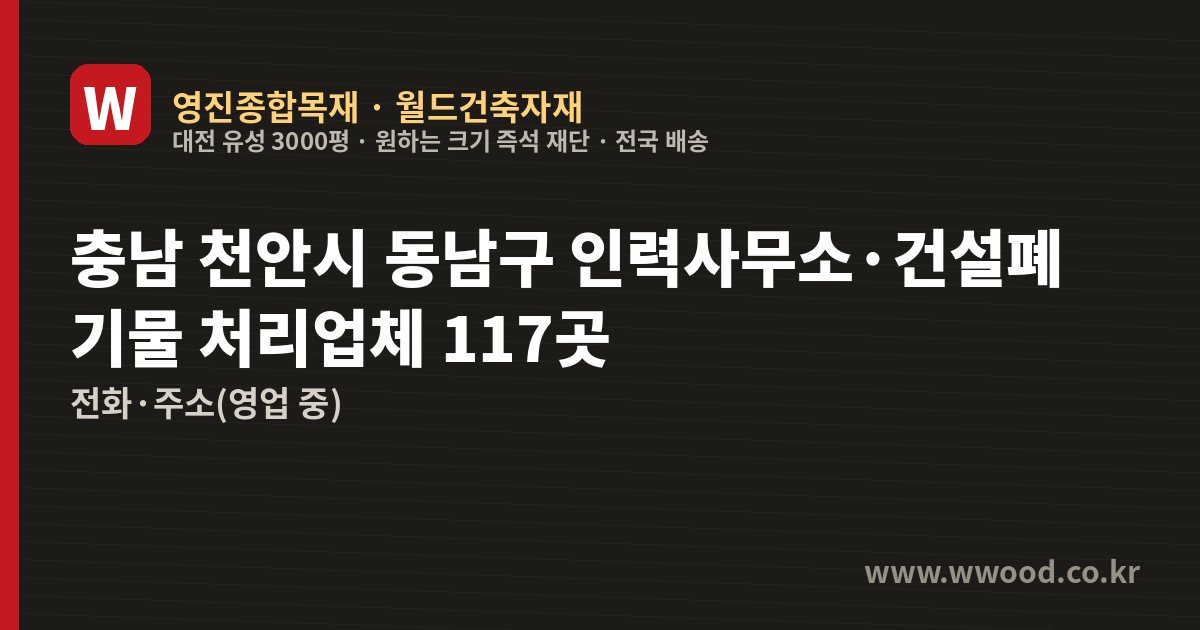 W
영진종합목재 · 월드건축자재
대전 유성 3000평 · 원하는 크기 즉석 재단 · 전국 배송
충남 천안시 동남구 인력사무소·건설폐
기물 처리업체 117곳
전화·주소(영업 중)
www.wwood.co.kr